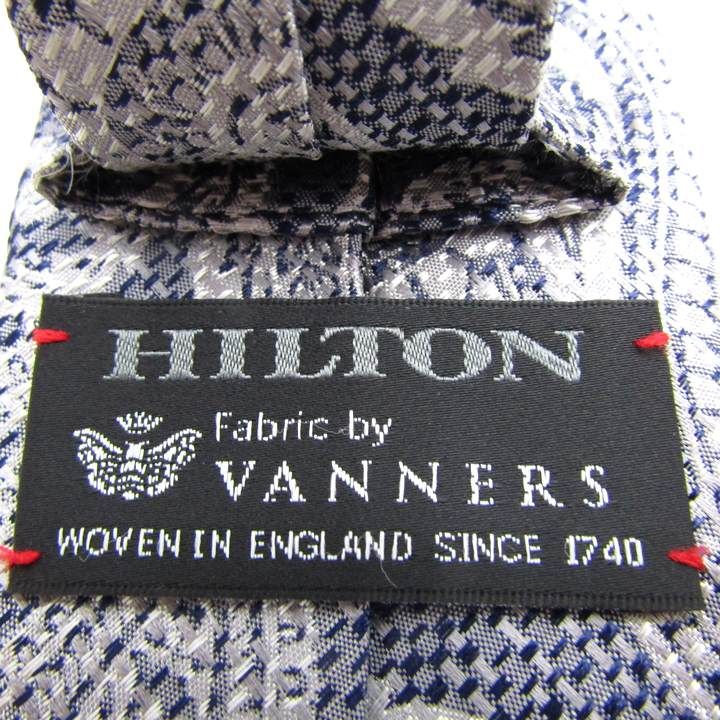 HILTON
Fabric by
VANNERS
WOVEN IN ENGLAND SINCE 1740